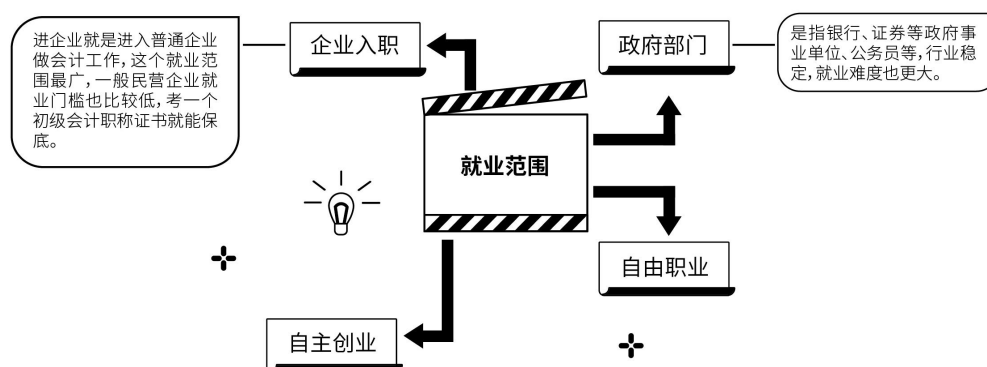 企业入职
进企业就是进入普通企业
做会计工作，这个就业范
围最广，一般民营企业就
业门槛也比较低，考一个
初级会计职称证书就能保
底。
政府部门
是指银行、证券等政府事
业单位、公务员等，行业稳
定，就业难度也更大。
就业范围
自由职业
自主创业